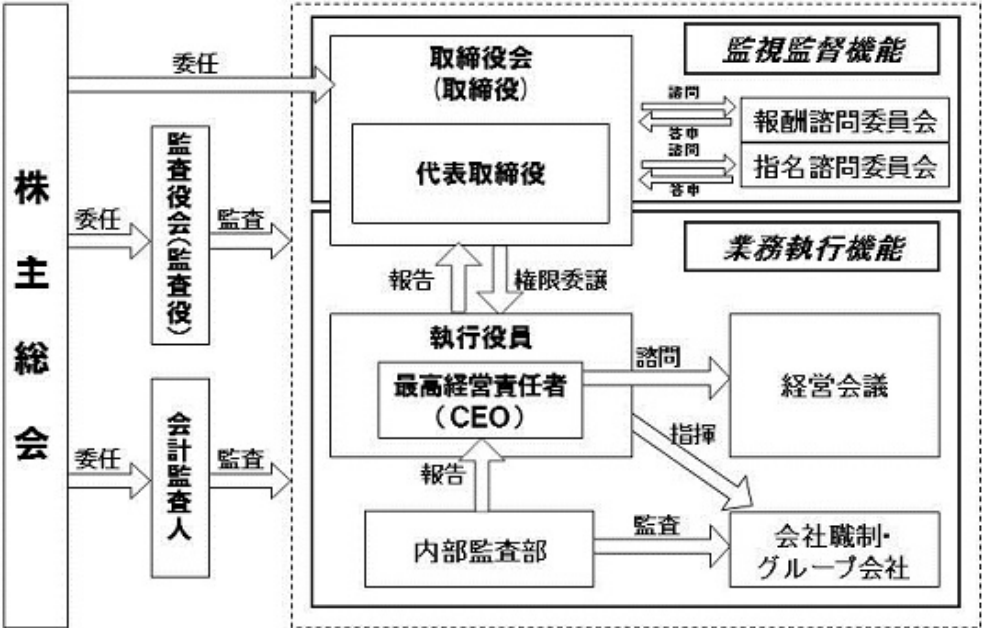 株主総会
委任
監査役会(監査役)
監査
委任
会計監査人
監査
委任
監視監督機能
取締役会
(取締役)
代表取締役
諮問
答申
報酬諮問委員会
諮問
答申
指名諮問委員会
業務執行機能
報告
権限委譲
執行役員
最高経営責任者
(CEO)
諮問
経営会議
指揮
報告
内部監査部
監査
会社職制・
グループ会社